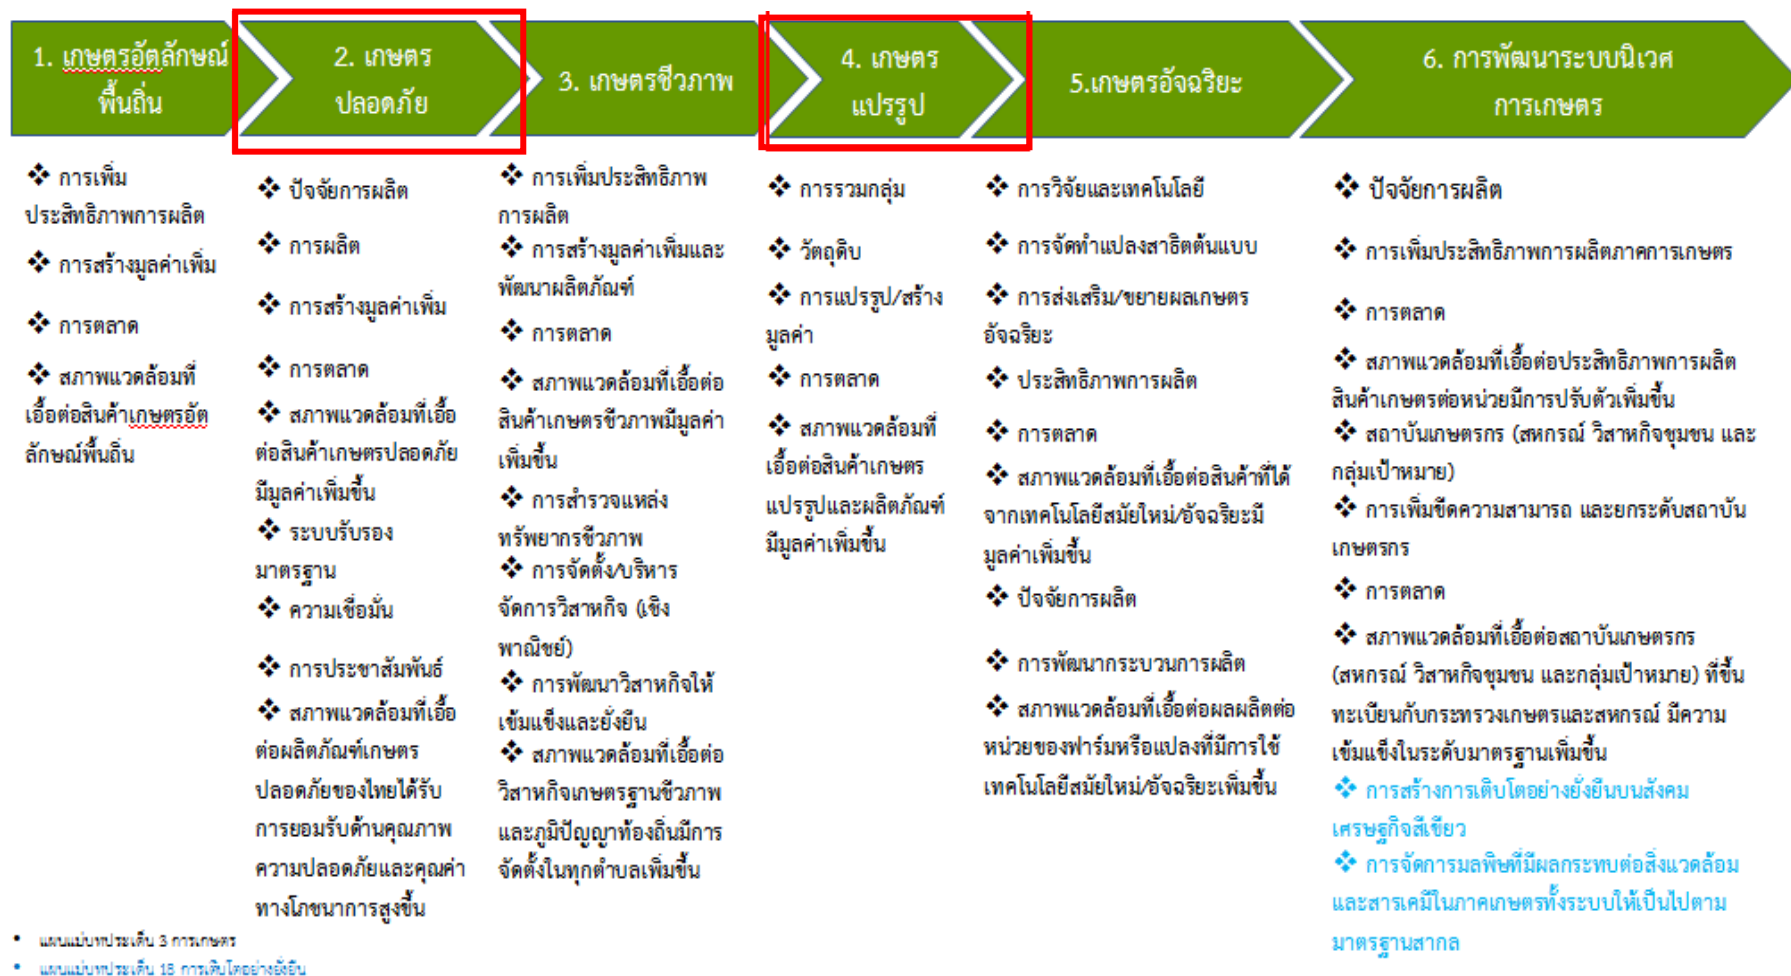 1. เกษตรอัตลักษณ์
พื้นถิ่น
2. เกษตร
ปลอดภัย
3. เกษตรชีวภาพ
4. เกษตร
แปรรูป
5.เกษตรอัจฉริยะ
6. การพัฒนาระบบนิเวศ
การเกษตร
❖ การเพิ่ม
ประสิทธิภาพการผลิต
❖ การสร้างมูลค่าเพิ่ม
❖ การตลาด
❖ สภาพแวดล้อมที่
เอื้อต่อสินค้าเกษตรอัต
ลักษณ์พื้นถิ่น
❖ ปัจจัยการผลิต
❖ การผลิต
❖ การสร้างมูลค่าเพิ่ม
❖ การตลาด
❖ สภาพแวดล้อมที่เอื้อ
ต่อสินค้าเกษตรปลอดภัย
มีมูลค่าเพิ่มขึ้น
❖ ระบบรับรอง
มาตรฐาน
❖ ความเชื่อมั่น
❖ การประชาสัมพันธ์
❖ สภาพแวดล้อมที่เอื้อ
ต่อผลิตภัณฑ์เกษตร
ปลอดภัยของไทยได้รับ
การยอมรับด้านคุณภาพ
ความปลอดภัยและคุณค่า
ทางโภชนาการสูงขึ้น
❖ การเพิ่มประสิทธิภาพ
การผลิต
❖ การสร้างมูลค่าเพิ่มและ
พัฒนาผลิตภัณฑ์
❖ การตลาด
❖ สภาพแวดล้อมที่เอื้อต่อ
สินค้าเกษตรชีวภาพมีมูลค่า
เพิ่มขึ้น
❖ การสำรวจแหล่ง
ทรัพยากรชีวภาพ
❖ การจัดตั้ง/บริหาร
จัดการวิสาหกิจ (เชิง
พาณิชย์)
❖ การพัฒนาวิสาหกิจให้
เข้มแข็งและยั่งยืน
❖ สภาพแวดล้อมที่เอื้อต่อ
วิสาหกิจเกษตรฐานชีวภาพ
และภูมิปัญญาท้องถิ่นมีการ
จัดตั้งในทุกตำบลเพิ่มขึ้น
❖ การรวมกลุ่ม
❖ วัตถุดิบ
❖ การแปรรูป/สร้าง
มูลค่า
❖ การตลาด
❖ สภาพแวดล้อมที่
เอื้อต่อสินค้าเกษตร
แปรรูปและผลิตภัณฑ์
มีมูลค่าเพิ่มขึ้น
❖ การวิจัยและเทคโนโลยี
❖ การจัดทำแปลงสาธิตต้นแบบ
❖ การส่งเสริม/ขยายผลเกษตร
อัจฉริยะ
❖ ประสิทธิภาพการผลิต
❖ การตลาด
❖ สภาพแวดล้อมที่เอื้อต่อสินค้าที่ได้
จากเทคโนโลยีสมัยใหม่/อัจฉริยะมี
มูลค่าเพิ่มขึ้น
❖ ปัจจัยการผลิต
❖ การพัฒนากระบวนการผลิต
❖ สภาพแวดล้อมที่เอื้อต่อผลผลิตต่อ
หน่วยของฟาร์มหรือแปลงที่มีการใช้
เทคโนโลยีสมัยใหม่/อัจฉริยะเพิ่มขึ้น
❖ ปัจจัยการผลิต
❖ การเพิ่มประสิทธิภาพการผลิตภาคการเกษตร
❖ การตลาด
❖ สภาพแวดล้อมที่เอื้อต่อประสิทธิภาพการผลิต
สินค้าเกษตรต่อหน่วยมีการปรับตัวเพิ่มขึ้น
❖ สถาบันเกษตรกร (สหกรณ์ วิสาหกิจชุมชน และ
กลุ่มเป้าหมาย)
❖ การเพิ่มขีดความสามารถ และยกระดับสถาบัน
เกษตรกร
❖ การตลาด
❖ สภาพแวดล้อมที่เอื้อต่อสถาบันเกษตรกร
(สหกรณ์ วิสาหกิจชุมชน และกลุ่มเป้าหมาย) ที่ขึ้น
ทะเบียนกับกระทรวงเกษตรและสหกรณ์ มีความ
เข้มแข็งในระดับมาตรฐานเพิ่มขึ้น
❖ การสร้างการเติบโตอย่างยั่งยืนบนสังคม
เศรษฐกิจสีเขียว
❖ การจัดการมลพิษที่มีผลกระทบต่อสิ่งแวดล้อม
และสารเคมีในภาคเกษตรทั้งระบบให้เป็นไปตาม
มาตรฐานสากล
• แผนแม่บทประเด็น 3 การเกษตร
• แผนแม่บทประเด็น 18 การเติบโตอย่างยั่งยืน